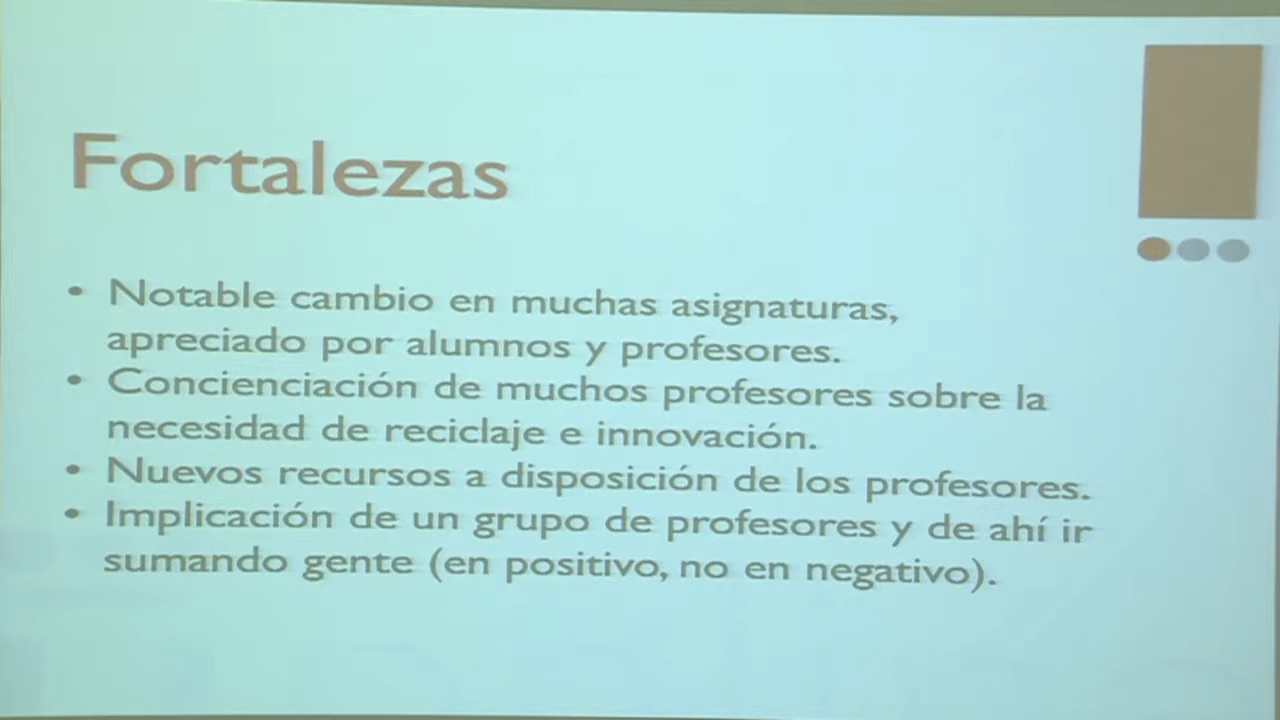 Fortalezas
• Notable cambio en muchas asignaturas,
apreciado por alumnos y profesores.
• Concienciación de muchos profesores sobre la
necesidad de reciclaje e innovación.
• Nuevos recursos a disposición de los profesores.
• Implicación de un grupo de profesores y de ahí ir
sumando gente (en positivo, no en negativo).